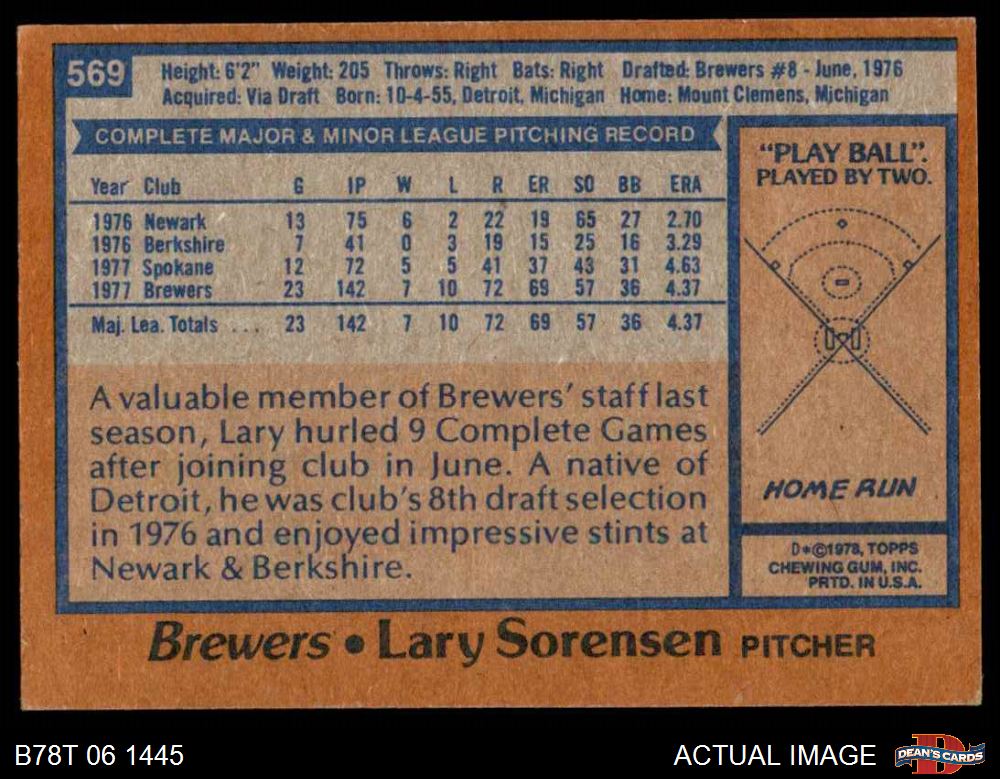 569
Height: 6'2" Weight: 205 Throws: Right Bats: Right Drafted: Brewers #8 - June, 1976
Acquired: Via Draft Born: 10-4-55, Detroit, Michigan Home: Mount Clemens, Michigan
COMPLETE MAJOR & MINOR LEAGUE PITCHING RECORD
Year Club G IP W L R ER SO BB ERA
1976 Newark 13 75 6 2 22 19 65 27 2.70
1976 Berkshire 7 41 0 3 19 15 25 16 3.29
1977 Spokane 12 72 5 5 41 37 43 31 4.63
1977 Brewers 23 142 7 10 72 69 57 36 4.37
Maj. Lea. Totals ... 23 142 7 10 72 69 57 36 4.37
A valuable member of Brewers' staff last
season, Lary hurled 9 Complete Games
after joining club in June. A native of
Detroit, he was club's 8th draft selection
in 1976 and enjoyed impressive stints at
Newark & Berkshire.
"PLAY BALL".
PLAYED BY TWO.
HOME RUN
D*©1978, TOPPS
CHEWING GUM, INC.
PRTD. IN U.S.A.
Brewers • Lary Sorensen PITCHER
B78T 06 1445
ACTUAL IMAGE
D
DEAN'S CARDS